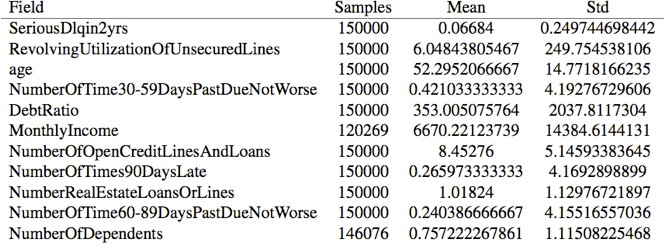 Field Samples Mean Std
SeriousDlqin2yrs 150000 0.06684 0.249744698442
RevolvingUtilizationOfUnsecuredLines 150000 6.04843805467 249.754538106
age 150000 52.2952066667 14.7718166235
NumberOfTime30-59DaysPastDueNotWorse 150000 0.421033333333 4.19276729606
DebtRatio 150000 353.005075764 2037.8117304
MonthlyIncome 120269 6670.22123739 14384.6144131
NumberOfOpenCreditLinesAndLoans 150000 8.45276 5.14593383645
NumberOfTimes90DaysLate 150000 0.265973333333 4.1692898899
NumberRealEstateLoansOrLines 150000 1.01824 1.12976721897
NumberOfTime60-89DaysPastDueNotWorse 150000 0.240386666667 4.15516557036
NumberOfDependents 146076 0.757222267861 1.11508225468